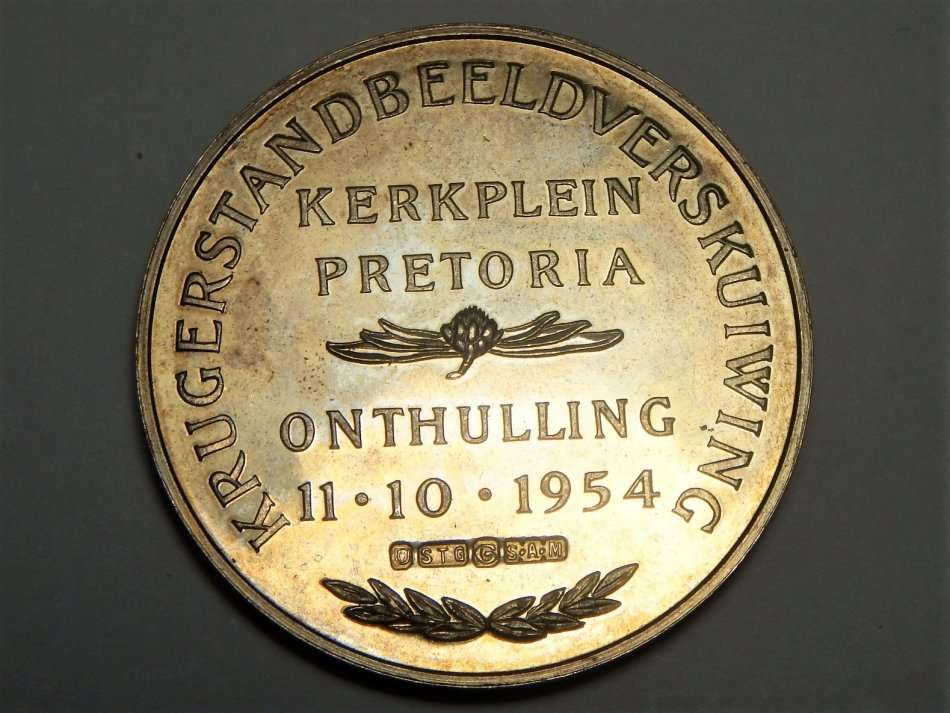 KRUGERSTANDBEELDVERSKUIWING
KERKPLEIN
PRETORIA
ONTHULLING
11·10·1954
STG C S·A·M